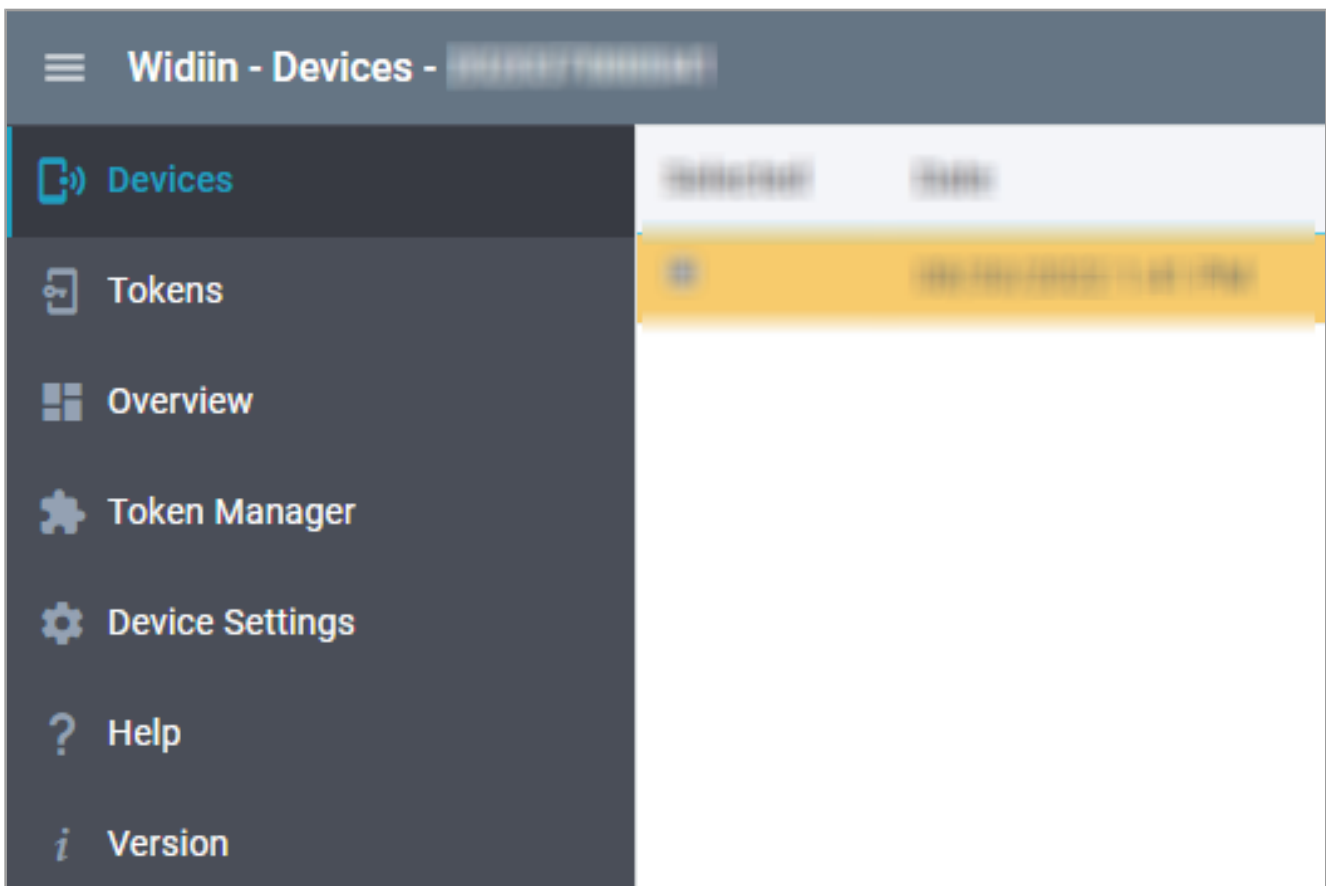 Widiin - Devices -
Devices
Tokens
Overview
Token Manager
Device Settings
Help
Version